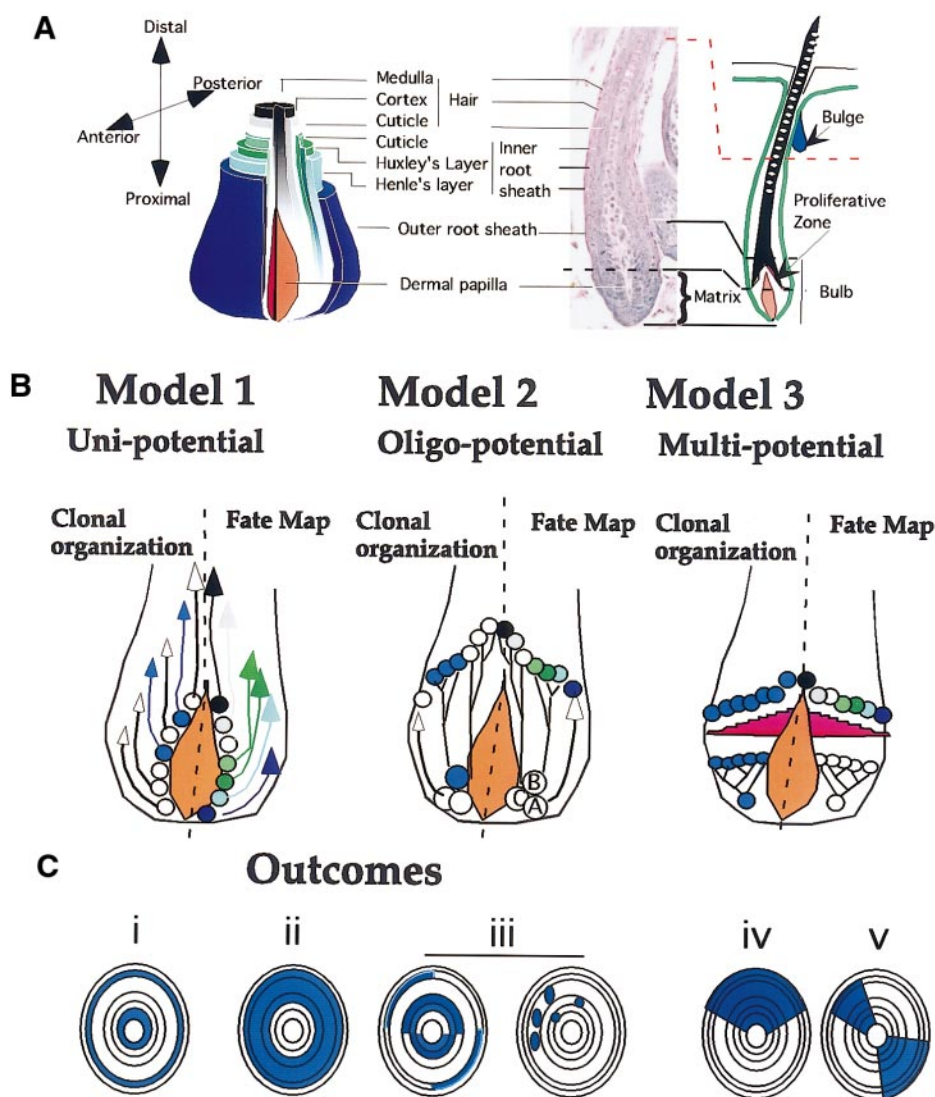 A
Distal
Posterior
Anterior
Proximal
Medulla
Cortex
Hair
Cuticle
Cuticle
Inner
Huxley's Layer
root
Henle's layer
sheath
Outer root sheath
Dermal papilla
Matrix
Bulge
Proliferative
Zone
Bulb
B
Model 1
Uni-potential
Model 2
Oligo-potential
Model 3
Multi-potential
Clonal
organization
Fate Map
Clonal
organization
Fate Map
Clonal
organization
Fate Map
B
A
C
Outcomes
i
ii
iii
iv
v